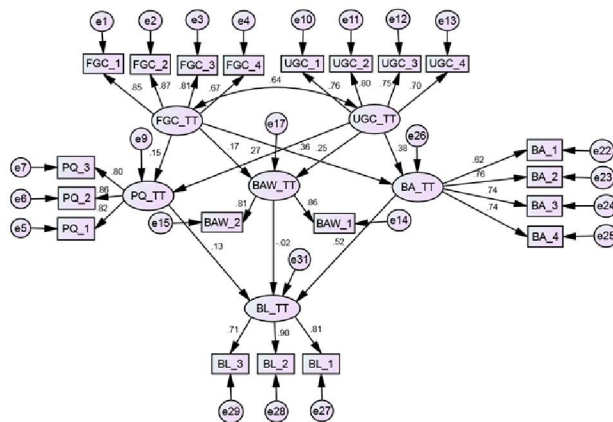 e1 e2 e3 e4 e10 e11 e12 e13
FGC_1 FGC_2 FGC_3 FGC_4 UGC_1 UGC_2 UGC_3 UGC_4
.85 .87 .81 .67 .64 .76 .80 .75 .70
FGC_TT UGC_TT
e9 e17 e26
.15 .17 .27 .36 .25 .38
e7 PQ_3 .80 BA_1 e22
.62
e6 PQ_2 .86 PQ_TT BAW_TT BA_TT .76 BA_2 e23
e5 PQ_1 .82 .74 BA_3 e24
e15 BAW_2 .81 .86 BAW_1 e14 .74 BA_4 e25
.13 -.02 e31 .52
BL_TT
.71 .90 .81
BL_3 BL_2 BL_1
e29 e28 e27